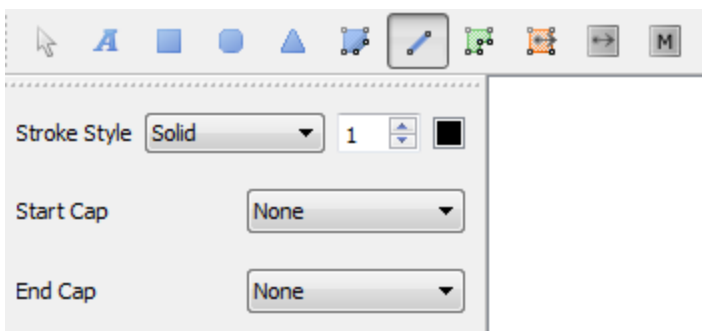 A
M
Stroke Style Solid 1
Start Cap None
End Cap None